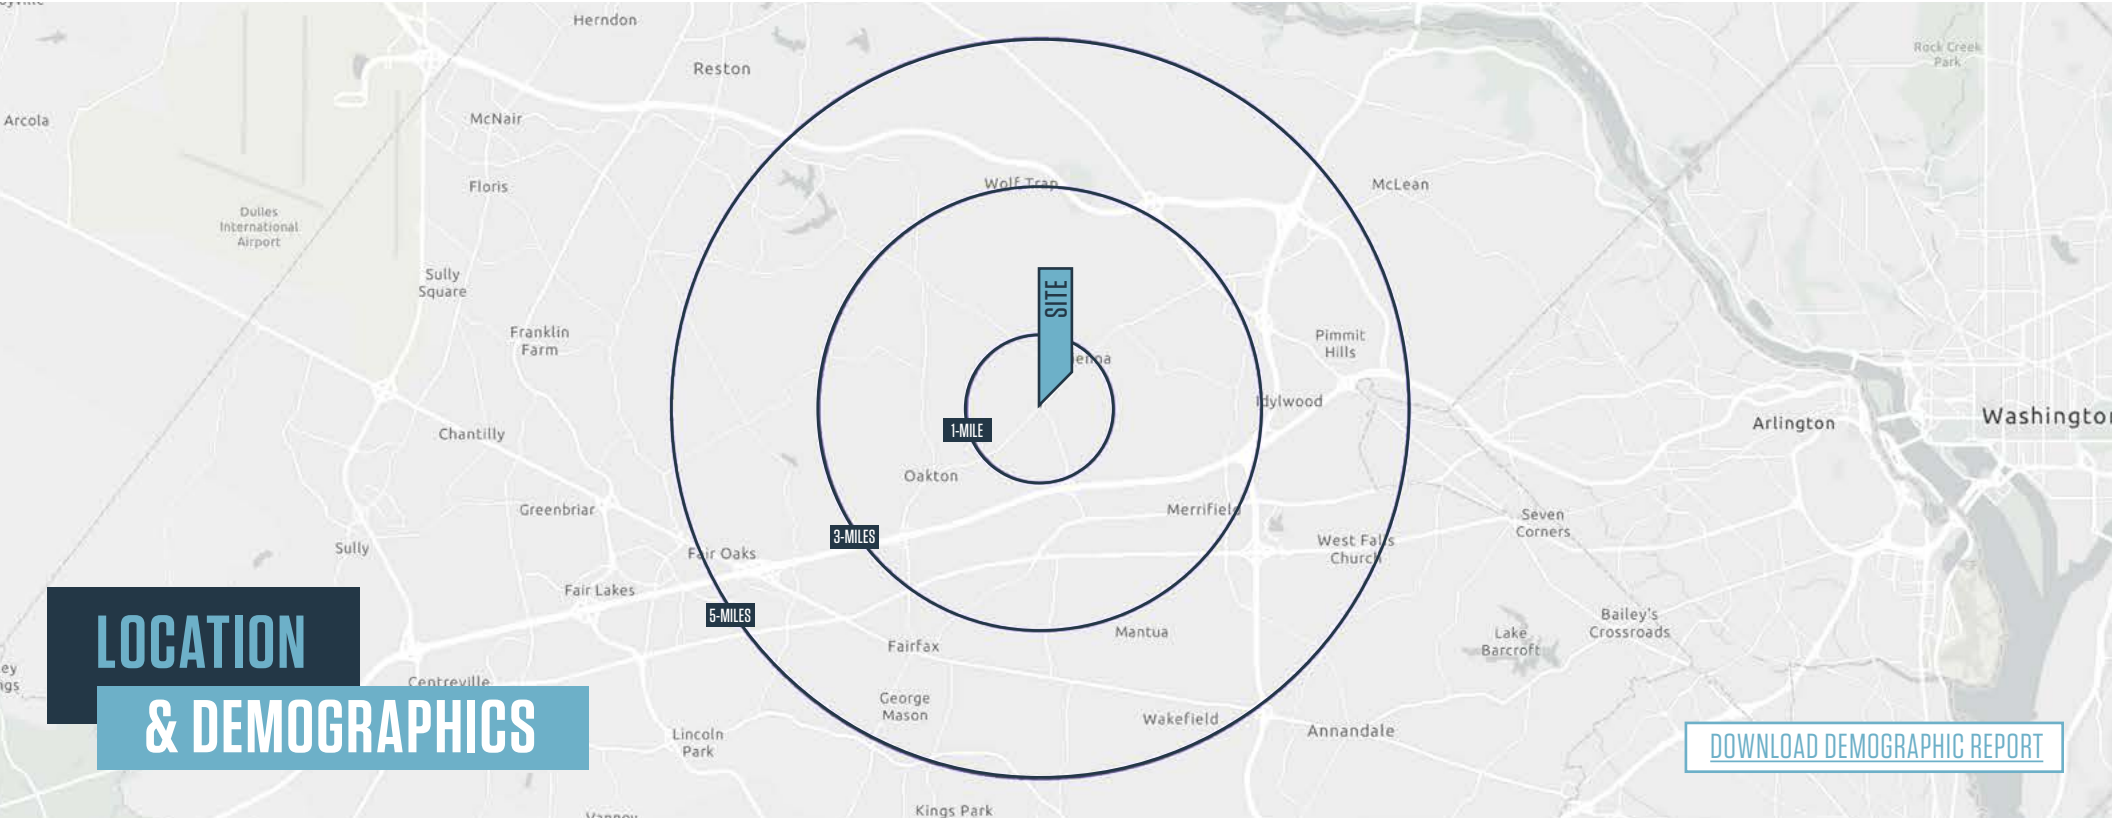 Herndon
Reston
Rock Creek
Park
Arcola
McNair
Floris
Wolf Trap
McLean
Dulles
International
Airport
Sully
Square
SITE
Franklin
Farm
Pimmit
Hills
Idylwood
1-MILE
Arlington
Washington
Chantilly
Oakton
Greenbriar
Merrifield
Seven
Corners
3-MILES
Sully
Fair Oaks
West Falls
Church
Fair Lakes
5-MILES
Bailey's
Crossroads
Lake
Barcroft
Mantua
Fairfax
LOCATION
& DEMOGRAPHICS
Centreville
George
Mason
Wakefield
Annandale
Lincoln
Park
DOWNLOAD DEMOGRAPHIC REPORT
Kings Park